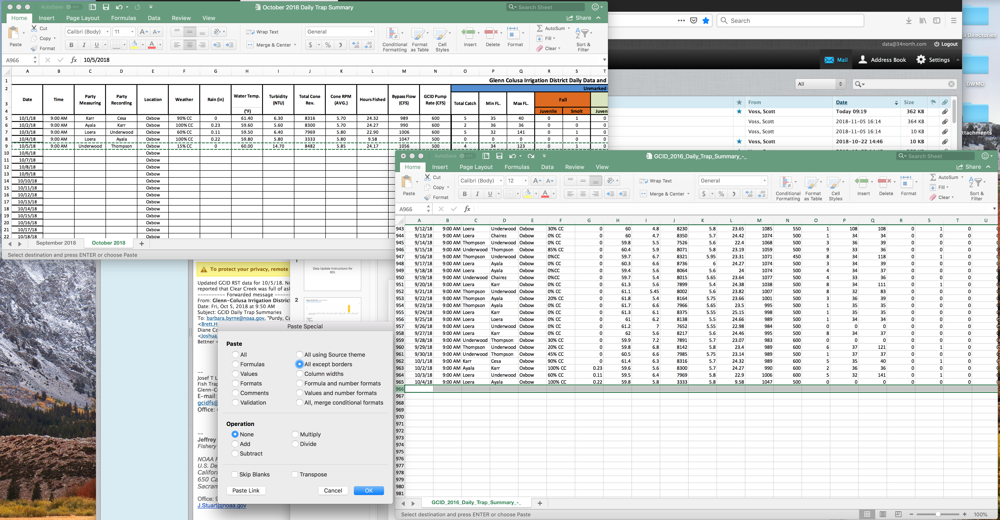 AutoSave OFF October 2018 Daily Trap Summary Search Sheet
Home Insert Page Layout Formulas Data Review View Share
Cut Calibri (Body) 11 Wrap Text General AutoSum
Paste Copy Merge & Center Conditional Formatting Format as Table Cell Styles Insert Delete Format Fill Sort & Filter
Format Clear
A966 fx 10/5/2018
A B C D E F G H I J K L M N O P Q R S T
1 Glenn Colusa Irrigation District Daily Data and
2 Unmarked
3 Date Time Party Measuring Party Recording Location Weather Rain (in) Water Temp. Turbidity (NTU) Total Cone Rev. Cone RPM (AVG.) Hours Fished Bypass Flow (CFS) GCID Pump Rate (CFS) Total Catch Min FL. Max FL. Fall
4 (°F) Juvenile Smolt Juveni
5 10/1/18 9:00 AM Karr Cesa Oxbow 90% CC 0 61.40 6.30 8316 5.70 24.32 989 600 5 35 40 0 1 0
6 10/2/18 9:00 AM Ayala Karr Oxbow 100% CC 0.23 59.60 5.60 8300 5.70 24.27 990 600 2 36 36 0 0 0
7 10/3/18 9:00 AM Loera Underwood Oxbow 60% CC 0.11 59.50 6.40 7969 5.80 22.90 1006 600 5 32 141 0 1 0
8 10/4/18 9:00 AM Loera Ayala Oxbow 100% CC 0.22 59.80 5.80 3333 5.80 9.58 1047 500 0 0 0 0 0 0
9 10/5/18 9:00 AM Underwood Thompson Oxbow 15% CC 0 60.00 14.70 8482 5.85 24.17 1056 500 4 34 123 0 1 0
10 10/6/18 Oxbow
11 10/7/18 Oxbow
12 10/8/18 Oxbow
13 10/9/18 Oxbow
14 10/10/18 Oxbow
15 10/11/18 Oxbow
16 10/12/18 Oxbow
17 10/13/18 Oxbow
18 10/14/18 Oxbow
19 10/15/18 Oxbow
20 10/16/18 Oxbow
21 10/17/18 Oxbow
22 10/18/18 Oxbow
September 2018 October 2018
Select destination and press ENTER or choose Paste
Search
data@34north.com Logout
Mail Address Book Settings
All
From Date Size
Voss, Scott Today 09:19 362 KB
Voss, Scott 2018-11-05 16:14 364 KB
Voss, Scott 2018-11-05 16:14 10 KB
Voss, Scott 2018-10-22 14:46 10 KB
ta Directories
DWMG
ttachments
AutoSave OFF GCID_2016_Daily_Trap_Summary_-_ Search Sheet
Home Insert Page Layout Formulas Data Review View Share
Cut Calibri (Body) 12 Wrap Text General AutoSum
Paste Copy Merge & Center Conditional Formatting Format as Table Cell Styles Insert Delete Format Fill Sort & Filter
Format Clear
A966 fx
A B C D E F G H I J K L M N O P Q R S T U
943 9/12/18 9:00 AM Loera Underwood Oxbow 30% CC 0 60 4.8 8230 5.8 23.65 1085 550 1 108 108 0 1 0
944 9/13/18 9:00 AM Loera Chairez Oxbow 0% CC 0 60 4.7 8350 5.7 24.42 1074 500 1 34 34 0 0 0
945 9/14/18 9:00 AM Thompson Underwood Oxbow 0% CC 0 59.8 5.5 7526 5.6 22.4 1068 500 3 36 39 0 0 0
946 9/15/18 9:00 AM Underwood Thompson Oxbow 85% CC 0 60.4 5.9 8071 5.8 23.19 1059 500 9 33 36 0 0 0
947 9/16/18 9:00 AM Thompson Underwood Oxbow 0%CC 0 59.7 6.7 8321 5.95 23.31 1071 450 8 34 118 0 1 0
948 9/17/18 9:00 AM Loera Ayala Oxbow 0% CC 0 60.3 6.6 8736 6 24.27 1074 500 3 34 39 0 0 0
949 9/18/18 9:00 AM Loera Ayala Oxbow 0%CC 0 59.4 5.6 8064 5.6 24 1074 500 4 34 37 0 0 0
950 9/19/18 9:00 AM Underwood Chairez Oxbow 0%CC 0 59.7 5.4 8015 5.65 23.64 1077 500 4 33 36 0 0 0
951 9/20/18 9:00 AM Loera Karr Oxbow 0% CC 0 61.3 5.6 7899 5.4 24.38 1038 500 8 34 111 0 1 0
952 9/21/18 9:00 AM Thompson Underwood Oxbow 0% CC 0 61.1 5.45 8002 5.6 23.82 1007 500 8 32 83 0 0 0
953 9/22/18 9:00 AM Thompson Ayala Oxbow 20% CC 0 61.8 5.4 8164 5.75 23.66 1001 500 3 36 39 0 0 0
954 9/23/18 9:00 AM Thompson Ayala Oxbow 0% CC 0 61.7 6.6 7966 5.65 23.5 995 500 1 35 35 0 0 0
955 9/24/18 9:00 AM Loera Karr Oxbow 0% CC 0 61.3 6.1 8375 5.55 25.15 998 500 1 35 35 0 0 0
956 9/25/18 9:00 AM Loera Loera Oxbow 0% CC 0 61 6.2 8138 5.5 24.66 989 500 1 34 34 0 0 0
957 9/26/18 9:00 AM Loera Underwood Oxbow 0% CC 0 61.2 7 7652 5.55 22.98 984 500 0 0 0 0 0 0
958 9/27/18 9:00 AM Loera Karr Oxbow 0% CC 0 62 5.6 8217 5.6 24.46 995 500 8 34 37 0 0 0
959 9/28/18 9:00 AM Underwood Thompson Oxbow 30% CC 0 59.9 7.2 7891 5.7 23.07 983 600 0 0 0 0 0 0
960 9/29/18 9:00 AM Thompson Underwood Oxbow 20% CC 0 59.8 6.8 8142 5.8 23.4 989 600 6 37 121 0 1 0
961 9/30/18 9:00 AM Underwood Thompson Oxbow 45% CC 0 60.5 6.6 7985 5.75 23.14 989 500 1 37 37 0 0 0
962 10/1/18 9:00 AM Karr Cesa Oxbow 90% CC 0 61.4 6.3 8316 5.7 24.32 989 600 5 35 40 0 1 0
963 10/2/18 9:00 AM Ayala Karr Oxbow 100% CC 0.23 59.6 5.6 8300 5.7 24.27 990 600 2 36 36 0 0 0
964 10/3/18 9:00 AM Loera Underwood Oxbow 60% CC 0.11 59.5 6.4 7969 5.8 22.9 1006 600 5 32 141 0 1 0
965 10/4/18 9:00 AM Loera Ayala Oxbow 100% CC 0.22 59.8 5.8 3333 5.8 9.58 1047 500 0 0 0 0 0 0
966
967
968
969
970
971
972
973
974
975
976
977
978
979
980
981
GCID_2016_Daily_Trap_Summary_-_
Select destination and press ENTER or choose Paste 100%
To protect your privacy, remote
Updated GCID RST data for 10/5/18. No
reported that Clear Creek was full of ash
---------- Forwarded message ------
From: Glenn-Colusa Irrigation District
Date: Fri, Oct 5, 2018 at 9:50 AM
Subject: GCID Daily Trap Summaries
To: barbara.byrne@noaa.gov, "Purdy, Co
<Brett.H
Diane Co
<Joshua.
Bettner <
--
Josef T L
Fish Trap
Glenn-Co
E-mail:
gcidfs@
Office: (
--
Jeffrey
Fishery
NOAA F
U.S. De
Californ
650 Ca
Sacram
Office: 9
J.Stuart@noaa.gov
1
Data Update Instructions for
BDL
2
Paste Special
Paste
All All using Source theme
Formulas All except borders
Values Column widths
Formats Formula and number formats
Comments Values and number formats
Validation All, merge conditional formats
Operation
None Multiply
Add Divide
Subtract
Skip Blanks Transpose
Paste Link Cancel OK